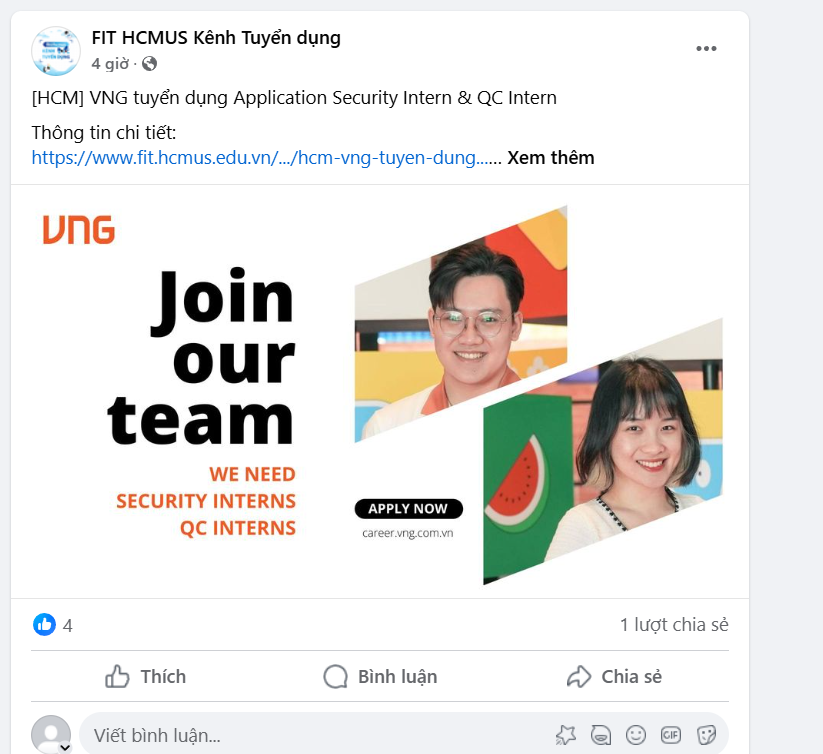 FIT HCMUS Kênh Tuyển dụng
4 giờ ·
[HCM] VNG tuyển dụng Application Security Intern & QC Intern
Thông tin chi tiết:
https://www.fit.hcmus.edu.vn/.../hcm-vng-tuyen-dung...... Xem thêm
VNG
Join
our
team
WE NEED
SECURITY INTERNS
QC INTERNS
APPLY NOW
career.vng.com.vn
4
1 lượt chia sẻ
Thích
Bình luận
Chia sẻ
Viết bình luận...
GIF